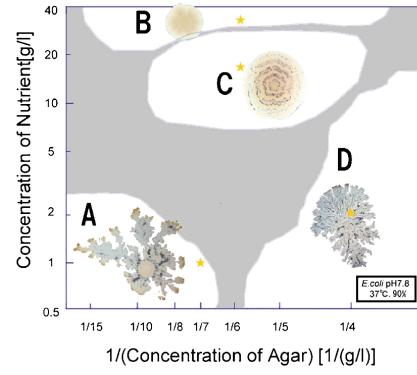 Concentration of Nutrient[g/l]
40
20
10
5
2
1
0.5
B
C
A
D
E.coli pH7.8
37°C. 90%
1/15
1/10
1/8
1/7
1/6
1/5
1/4
1/(Concentration of Agar) [1/(g/l)]